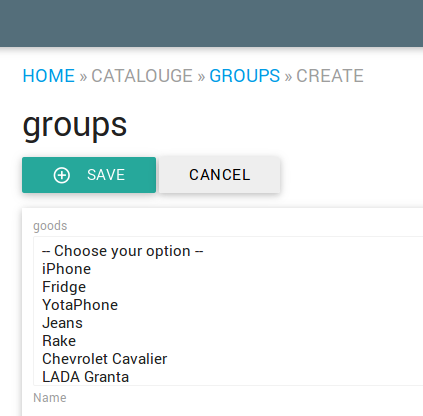 HOME » CATALOUGE » GROUPS » CREATE
groups
SAVE CANCEL
goods
-- Choose your option --
iPhone
Fridge
YotaPhone
Jeans
Rake
Chevrolet Cavalier
LADA Granta
Name